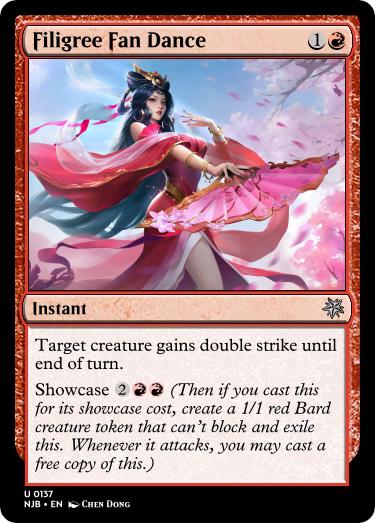 Filigree Fan Dance 1
Instant
Target creature gains double strike until
end of turn.
Showcase 2 (Then if you cast this
for its showcase cost, create a 1/1 red Bard
creature token that can't block and exile
this. Whenever it attacks, you may cast a
free copy of this.)
U 0137
NJB • EN Chen Dong